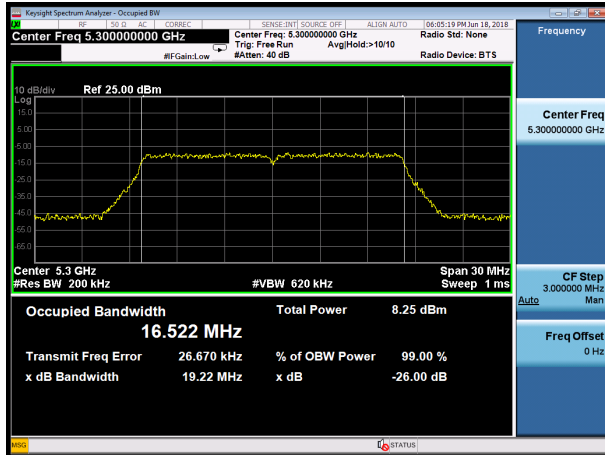 Keysight Spectrum Analyzer - Occupied BW
RF 50 Ω AC CORREC SENSE:INT SOURCE OFF ALIGN AUTO 06:05:19 PM Jun 18, 2018
Center Freq 5.300000000 GHz
Center Freq: 5.300000000 GHz Radio Std: None
Trig: Free Run Avg|Hold:>10/10
#IFGain:Low #Atten: 40 dB Radio Device: BTS
10 dB/div Ref 25.00 dBm
Log
15.0
5.00
-5.00
-15.0
-25.0
-35.0
-45.0
-55.0
-65.0
Center 5.3 GHz Span 30 MHz
#Res BW 200 kHz #VBW 620 kHz Sweep 1 ms
Occupied Bandwidth Total Power 8.25 dBm
16.522 MHz
Transmit Freq Error 26.670 kHz % of OBW Power 99.00 %
x dB Bandwidth 19.22 MHz x dB -26.00 dB
MSG STATUS
Frequency
Center Freq
5.300000000 GHz
CF Step
3.000000 MHz
Auto Man
Freq Offset
0 Hz